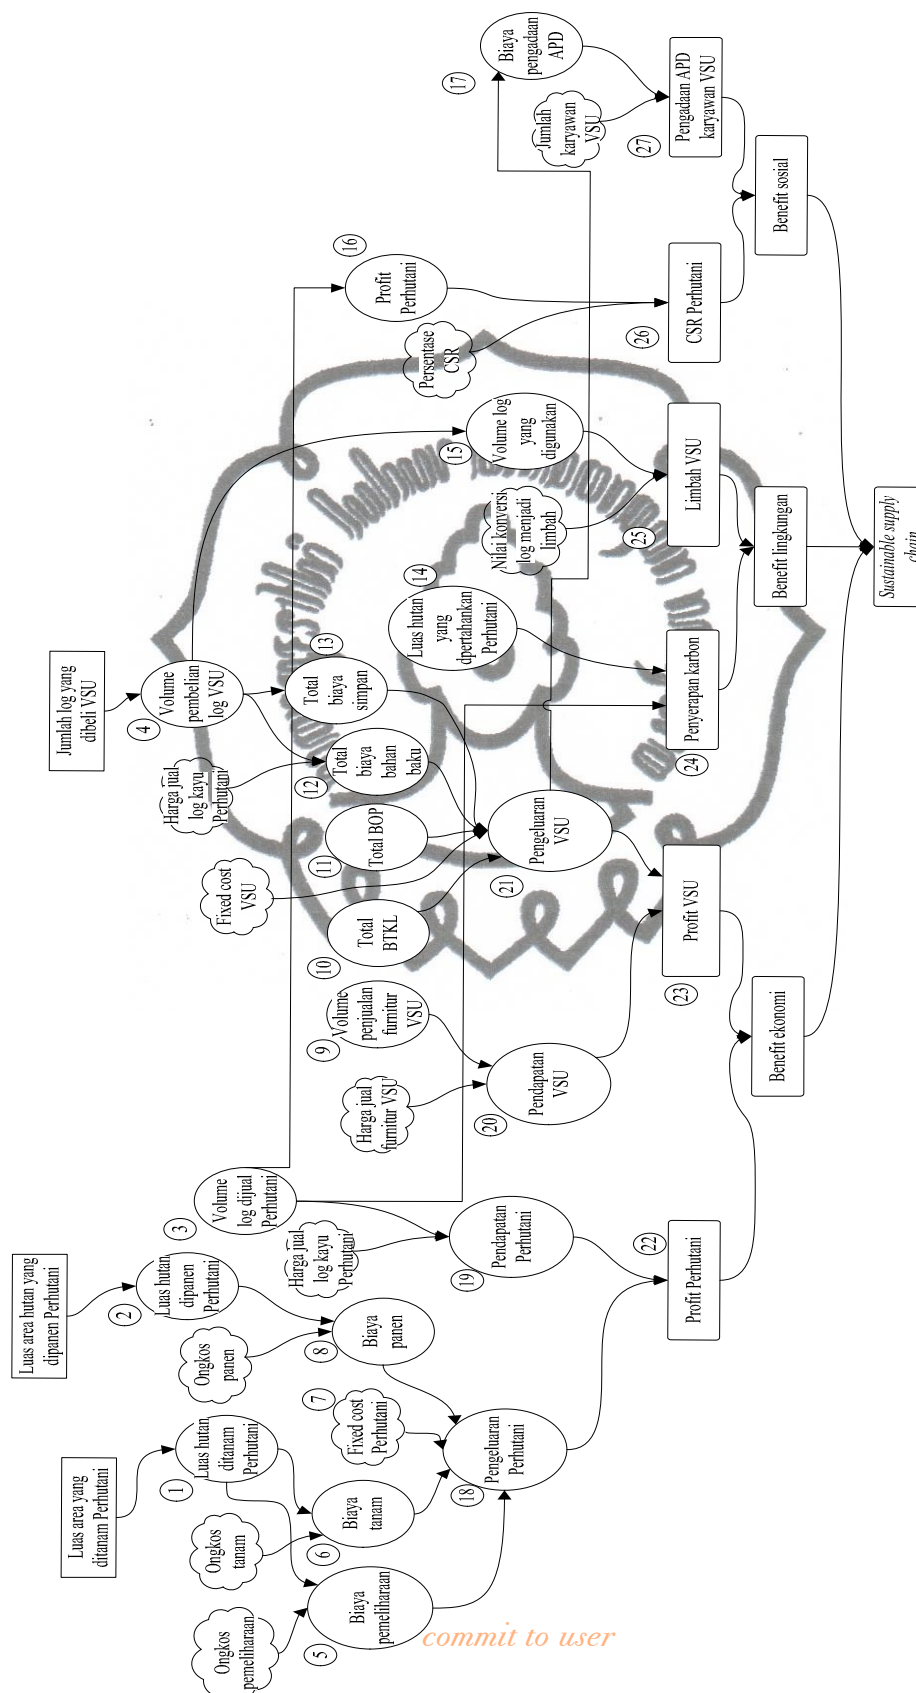 Luas area yang
ditanam Perhutani
Luas area hutan yang
dipanen Perhutani
Jumlah log yang
dibeli VSU
1
Luas hutan
ditanam
Perhutani
2
Luas hutan
dipanen
Perhutani
3
Volume
log dijual
Perhutani
4
Volume
pembelian
log VSU
Ongkos
pemeliharaan
Ongkos
tanam
Ongkos
panen
Fixed cost
VSU
Harga jual
log kayu
Perhutani
5
Biaya
pemeliharaan
6
Biaya
tanam
7
Fixed cost
Perhutani
8
Biaya
panen
Harga jual
log kayu
Perhutani
Harga jual
furnitur VSU
9
Volume
penjualan
furnitur
VSU
10
Total
BTKL
11
Total BOP
12
Total
biaya
bahan
baku
13
Total
biaya
simpan
14
Luas hutan
yang
dpertahankan
Perhutani
Nilai konversi
log menjadi
limbah
15
Volume log
yang
digunakan
Persentase
CSR
16
Profit
Perhutani
Jumlah
karyawan
VSU
17
Biaya
pengadaan
APD
18
Pengeluaran
Perhutani
19
Pendapatan
Perhutani
20
Pendapatan
VSU
21
Pengeluaran
VSU
22
Profit Perhutani
23
Profit VSU
24
Penyerapan karbon
25
Limbah VSU
26
CSR Perhutani
27
Pengadaan APD
karyawan VSU
Benefit ekonomi
Benefit lingkungan
Benefit sosial
Sustainable supply
chain
commit to user